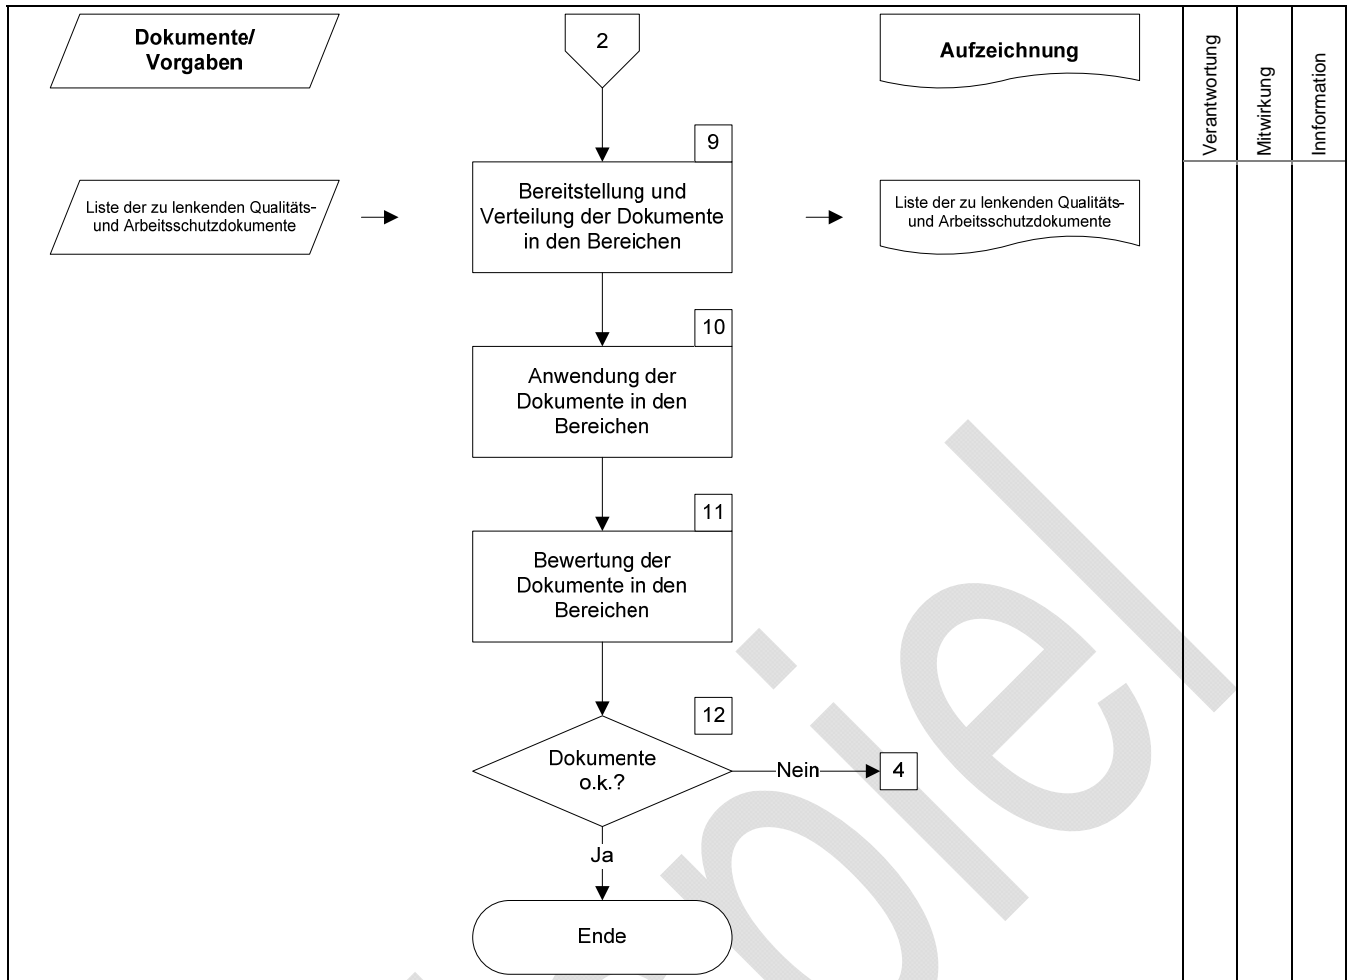 Dokumente/
Vorgaben
2
Aufzeichnung
Verantwortung
Mitwirkung
Innformation
9
Liste der zu lenkenden Qualitäts-
und Arbeitsschutzdokumente
Bereitstellung und
Verteilung der Dokumente
in den Bereichen
Liste der zu lenkenden Qualitäts-
und Arbeitsschutzdokumente
10
Anwendung der
Dokumente in den
Bereichen
11
Bewertung der
Dokumente in den
Bereichen
12
Dokumente
o.k.?
Nein
4
Ja
Ende
piel